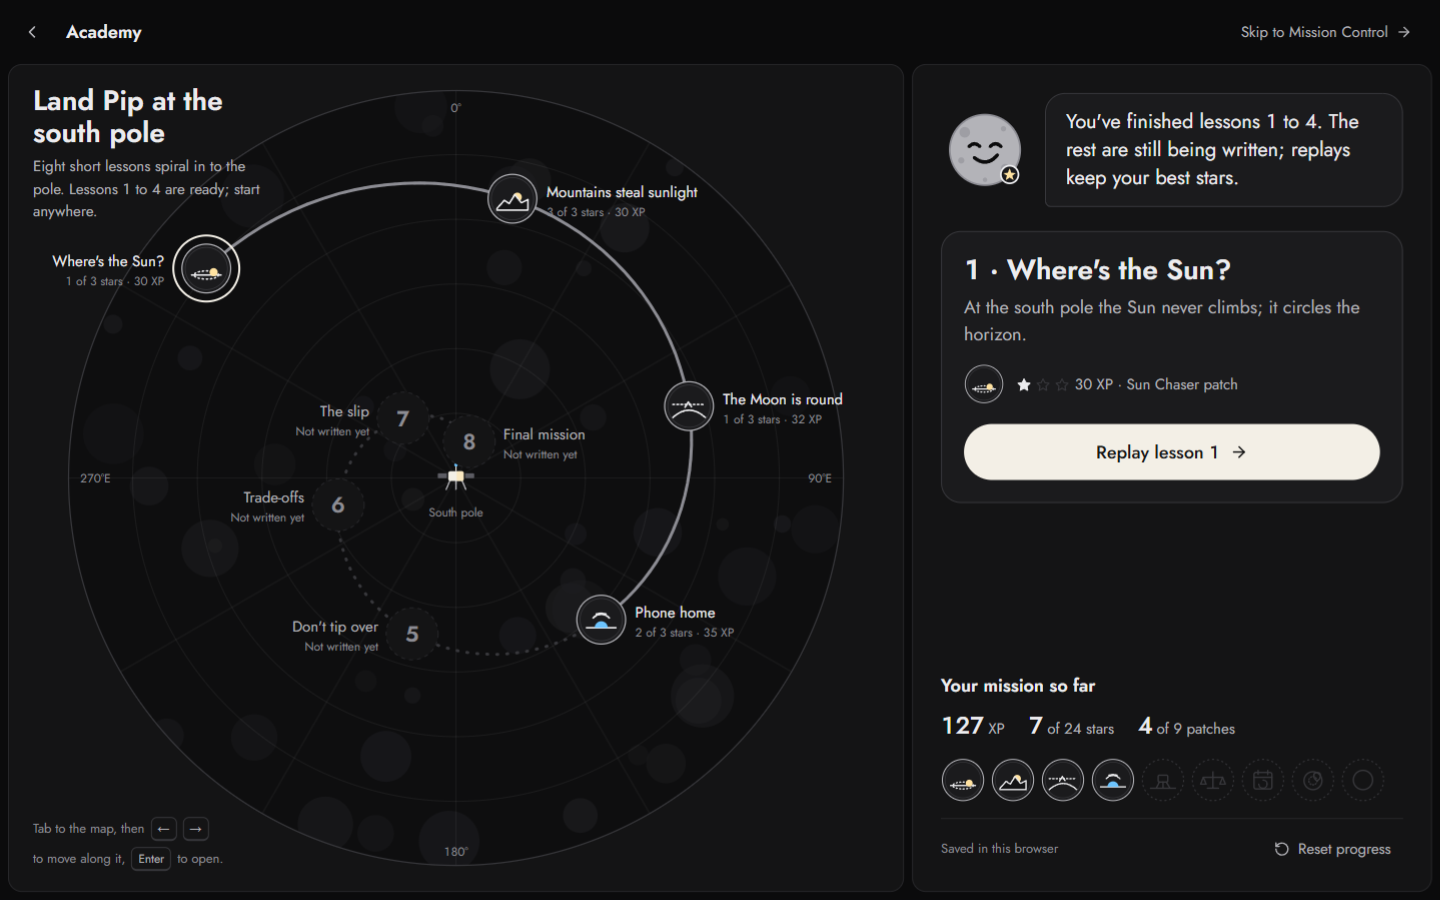 Academy
Skip to Mission Control →
Land Pip at the
south pole
Eight short lessons spiral in to the
pole. Lessons 1 to 4 are ready; start
anywhere.
0°
Mountains steal sunlight
3 of 3 stars · 30 XP
Where's the Sun?
1 of 3 stars · 30 XP
The Moon is round
1 of 3 stars · 32 XP
The slip
Not written yet
7
8
Final mission
Not written yet
270°E
90°E
Trade-offs
Not written yet
6
South pole
Don't tip over
Not written yet
5
Phone home
2 of 3 stars · 35 XP
180°
Tab to the map, then ← →
to move along it, Enter to open.
You've finished lessons 1 to 4. The
rest are still being written; replays
keep your best stars.
1 · Where's the Sun?
At the south pole the Sun never climbs; it circles the
horizon.
30 XP · Sun Chaser patch
Replay lesson 1 →
Your mission so far
127 XP 7 of 24 stars 4 of 9 patches
Saved in this browser
Reset progress